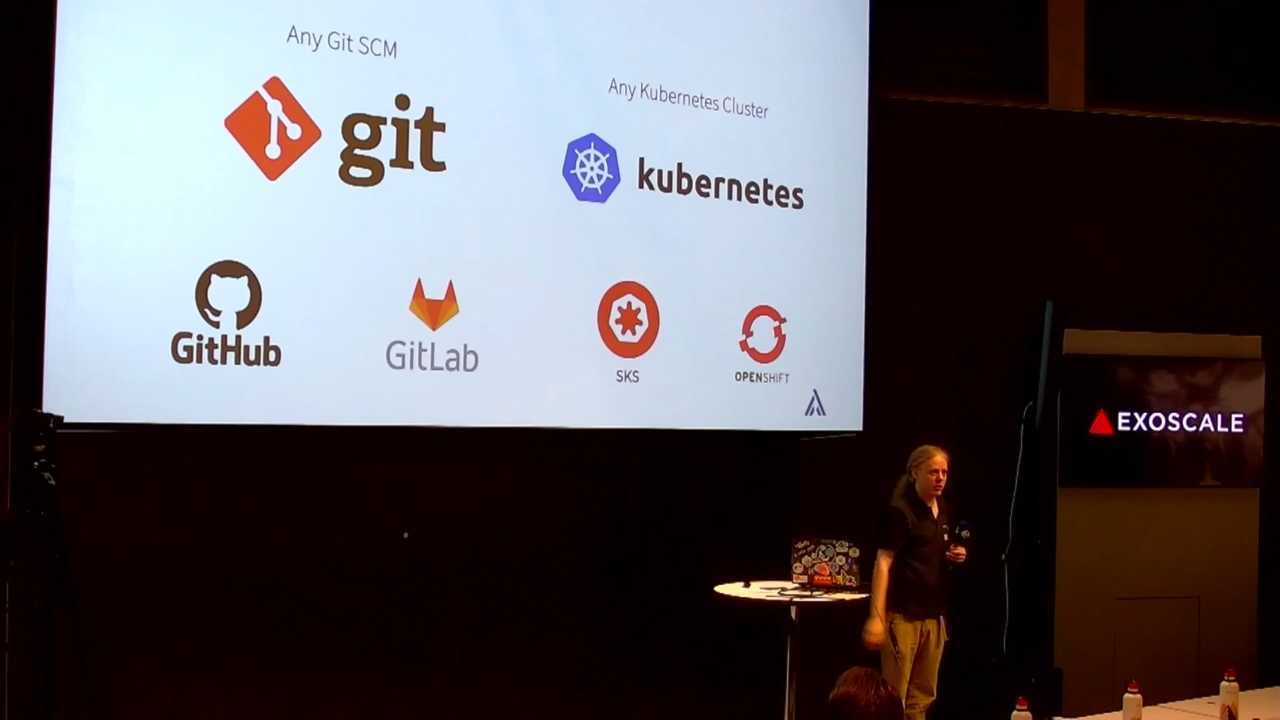 Any Git SCM
git
Any Kubernetes Cluster
kubernetes
GitHub
GitLab
SKS
OPENSHIFT
EXOSCALE